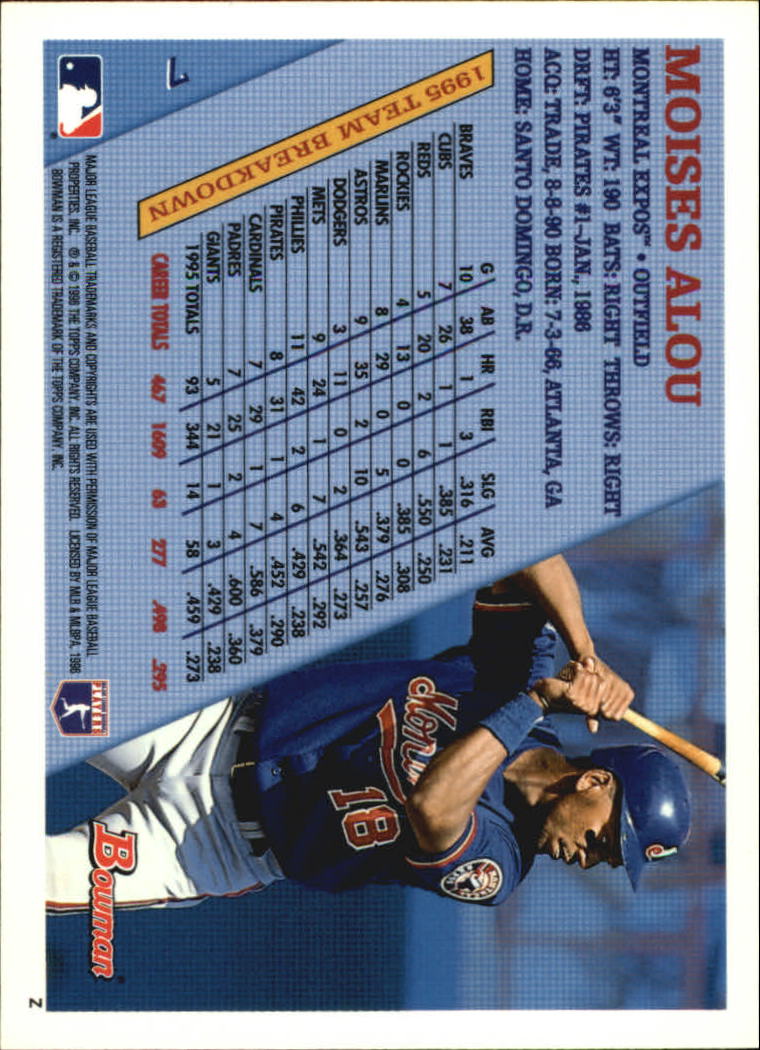 MOISES ALOU
MONTREAL EXPOS™ • OUTFIELD
HT: 6'3" WT: 190 BATS: RIGHT THROWS: RIGHT
DRFT: PIRATES #1-JAN., 1986
ACQ: TRADE, 8-8-90 BORN: 7-3-66, ATLANTA, GA
HOME: SANTO DOMINGO, D.R.
1995 TEAM BREAKDOWN
G AB HR RBI SLG AVG
BRAVES 10 38 1 3 .316 .211
CUBS 7 26 1 1 .385 .231
REDS 5 20 2 6 .550 .250
ROCKIES 4 13 0 0 .385 .308
MARLINS 8 29 0 5 .379 .276
ASTROS 9 35 2 10 .543 .257
DODGERS 3 11 0 2 .364 .273
METS 9 24 1 7 .542 .292
PHILLIES 11 42 2 6 .429 .238
PIRATES 8 31 1 4 .452 .290
CARDINALS 7 29 1 7 .586 .379
PADRES 7 25 2 4 .600 .360
GIANTS 5 21 1 3 .429 .238
1995 TOTALS 93 344 14 58 .459 .273
CAREER TOTALS 467 1609 63 277 .498 .295
7
MAJOR LEAGUE BASEBALL TRADEMARKS AND COPYRIGHTS ARE USED WITH PERMISSION OF MAJOR LEAGUE BASEBALL
PROPERTIES, INC. ® & © 1996 THE TOPPS COMPANY, INC. ALL RIGHTS RESERVED. LICENSED BY MLB & MLBPA, 1996
BOWMAN IS A REGISTERED TRADEMARK OF THE TOPPS COMPANY, INC.
PLAYERS
Montr
18
Bowman
Z